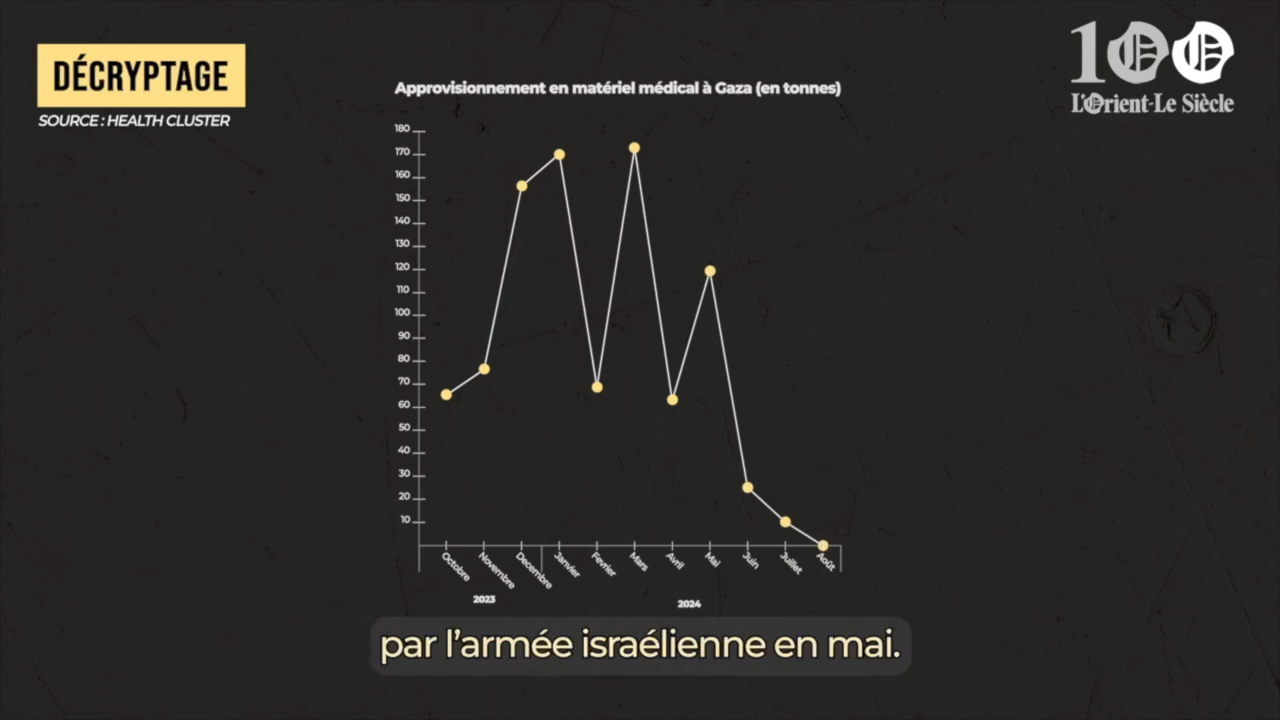 DÉCRYPTAGE
SOURCE : HEALTH CLUSTER
100
L'Orient-Le Siècle
Approvisionnement en matériel médical à Gaza (en tonnes)
180
170
160
150
140
130
120
110
100
90
80
70
60
50
40
30
20
10
Octobre
Novembre
Decembre
Janvier
Fevrier
Mars
Avril
Mai
Juin
Juillet
Août
2023
2024
par l'armée israélienne en mai.